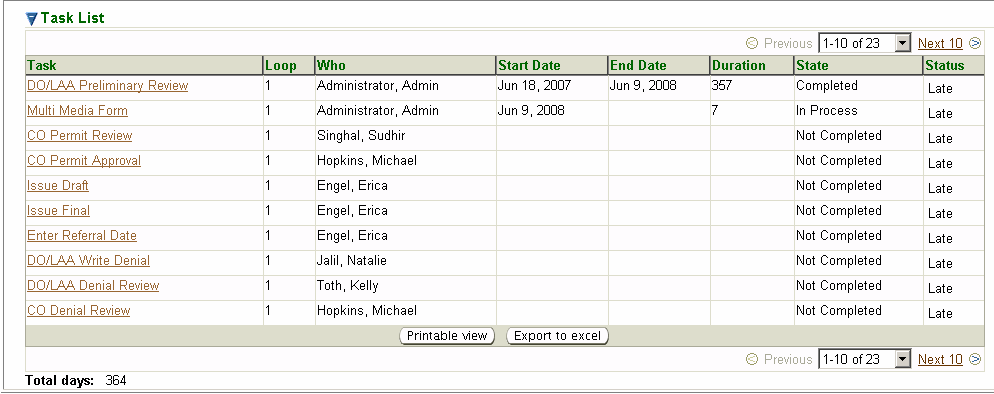 Task List
Previous 1-10 of 23 Next 10
Task Loop Who Start Date End Date Duration State Status
DO/LAA Preliminary Review 1 Administrator, Admin Jun 18, 2007 Jun 9, 2008 357 Completed Late
Multi Media Form 1 Administrator, Admin Jun 9, 2008 7 In Process Late
CO Permit Review 1 Singhal, Sudhir Not Completed Late
CO Permit Approval 1 Hopkins, Michael Not Completed Late
Issue Draft 1 Engel, Erica Not Completed Late
Issue Final 1 Engel, Erica Not Completed Late
Enter Referral Date 1 Engel, Erica Not Completed Late
DO/LAA Write Denial 1 Jalil, Natalie Not Completed Late
DO/LAA Denial Review 1 Toth, Kelly Not Completed Late
CO Denial Review 1 Hopkins, Michael Not Completed Late
Printable view Export to excel
Previous 1-10 of 23 Next 10
Total days: 364